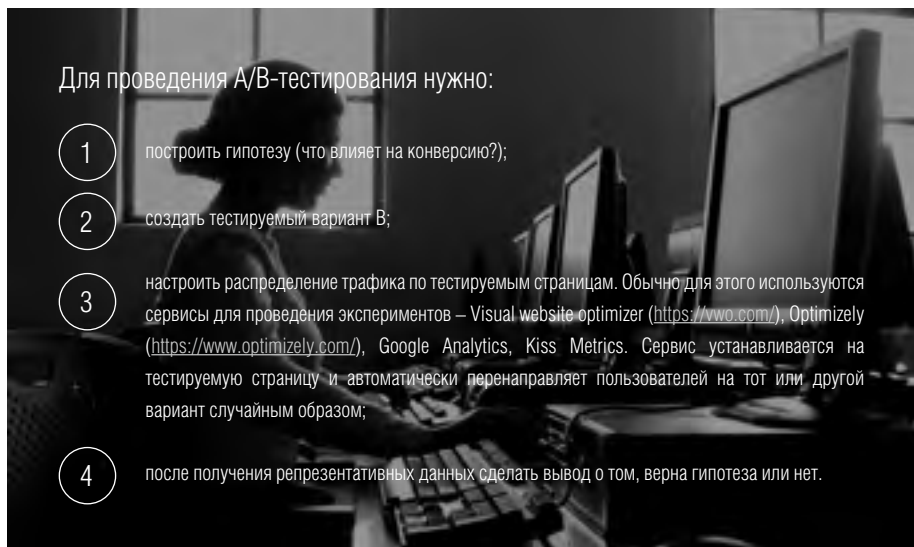 Для проведения A/B-тестирования нужно:
1
построить гипотезу (что влияет на конверсию?);
2
создать тестируемый вариант B;
3
настроить распределение трафика по тестируемым страницам. Обычно для этого используются
сервисы для проведения экспериментов – Visual website optimizer (https://vwo.com/), Optimizely
(https://www.optimizely.com/), Google Analytics, Kiss Metrics. Сервис устанавливается на
тестируемую страницу и автоматически перенаправляет пользователей на тот или другой
вариант случайным образом;
4
после получения репрезентативных данных сделать вывод о том, верна гипотеза или нет.